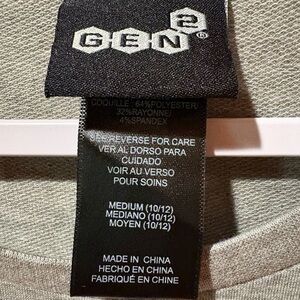 GEN2®
COQUILLE: 64%POLYESTER/
32%RAYONNE/
4%SPANDEX
SEE REVERSE FOR CARE
VER AL DORSO PARA
CUIDADO
VOIR AU VERSO
POUR SOINS
MEDIUM (10/12)
MEDIANO (10/12)
MOYEN (10/12)
MADE IN CHINA
HECHO EN CHINA
FABRIQUÉ EN CHINE